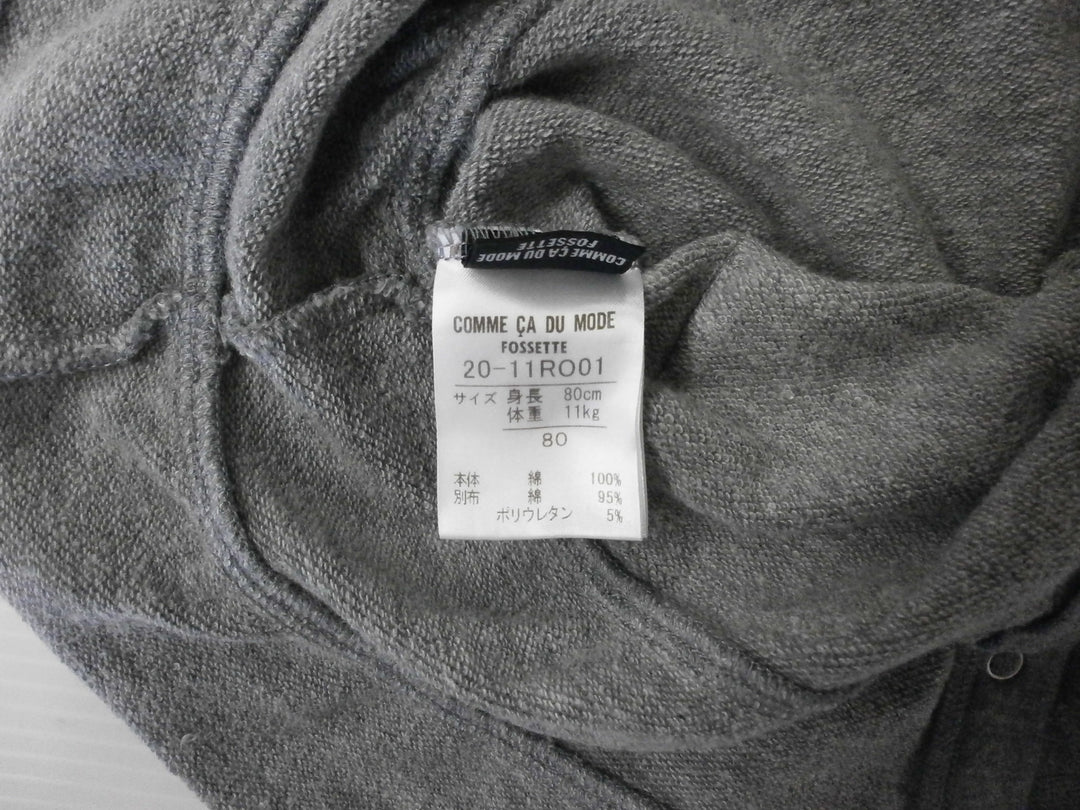 COMME ÇA DU MODE
FOSSETTE
COMME ÇA DU MODE
FOSSETTE
20-11RO01
サイズ 身長 80cm
体重 11kg
80
本体 綿 100%
別布 綿 95%
ポリウレタン 5%